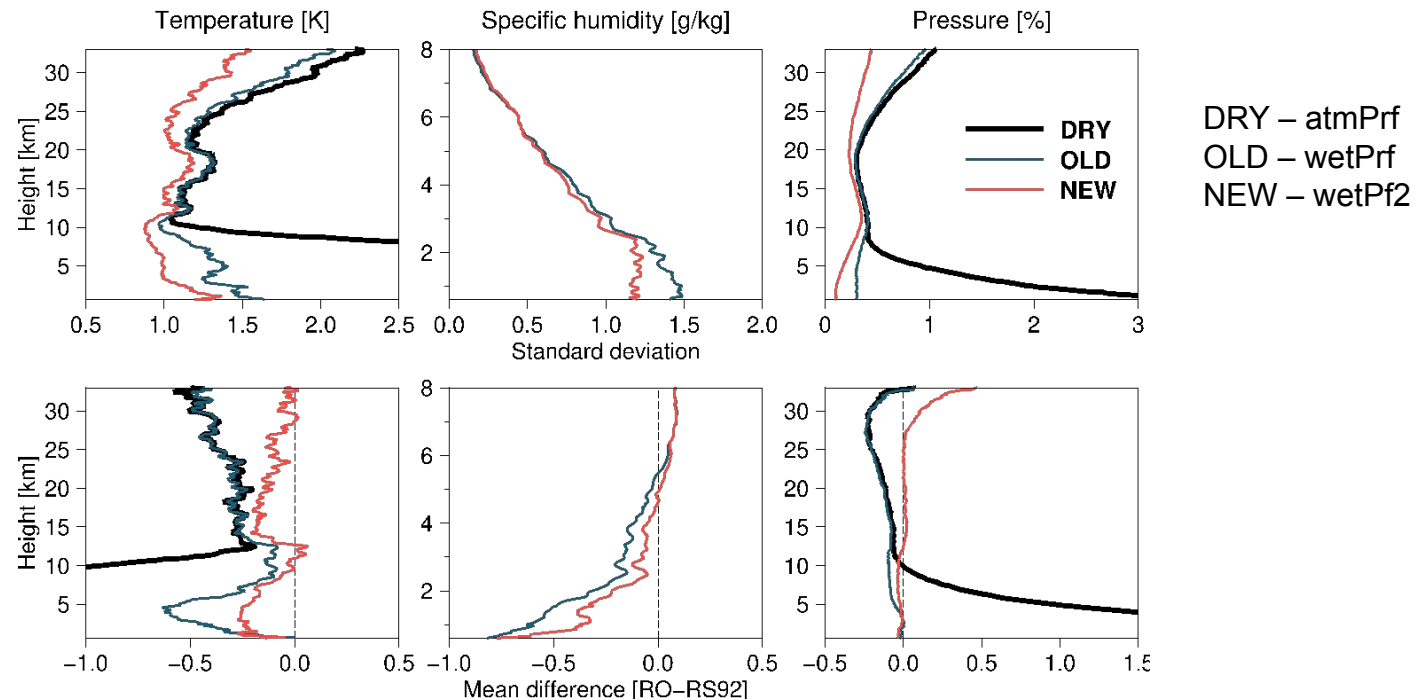 Temperature [K]
Specific humidity [g/kg]
Pressure [%]
Height [km]
30
25
20
15
10
5
0.5 1.0 1.5 2.0 2.5
8
6
4
2
0.0 0.5 1.0 1.5 2.0
Standard deviation
30
25
20
15
10
5
0 1 2 3
DRY
OLD
NEW
DRY – atmPrf
OLD – wetPrf
NEW – wetPf2
Height [km]
30
25
20
15
10
5
−1.0 −0.5 0.0 0.5
8
6
4
2
−1.0 −0.5 0.0 0.5
Mean difference [RO−RS92]
30
25
20
15
10
5
−0.5 0.0 0.5 1.0 1.5